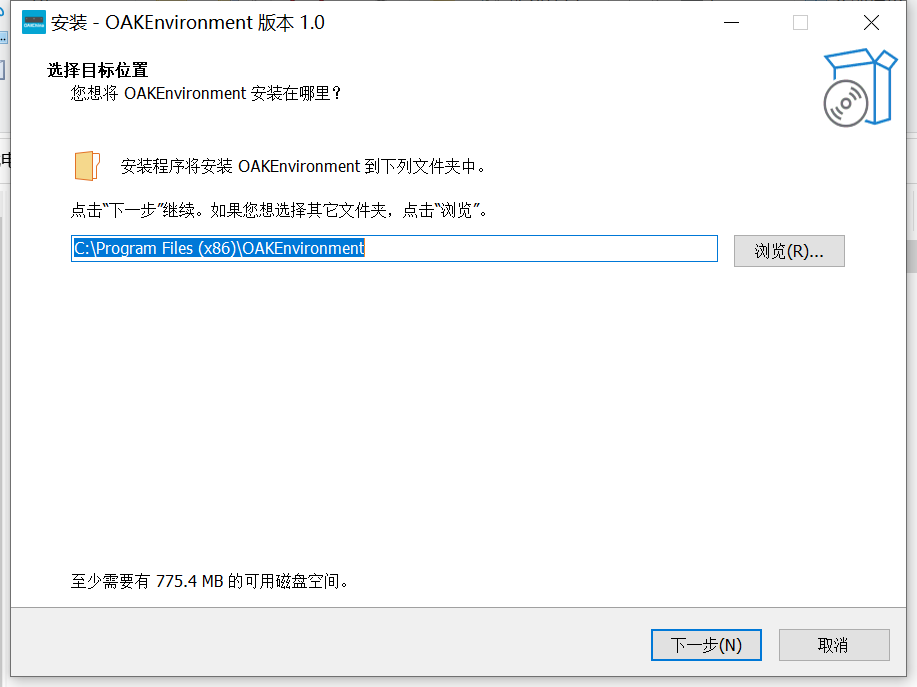 安装 - OAKEnvironment 版本 1.0
选择目标位置
您想将 OAKEnvironment 安装在哪里？
安装程序将安装 OAKEnvironment 到下列文件夹中。
点击“下一步”继续。如果您想选择其它文件夹，点击“浏览”。
C:\Program Files (x86)\OAKEnvironment
浏览(R)...
至少需要有 775.4 MB 的可用磁盘空间。
下一步(N)
取消